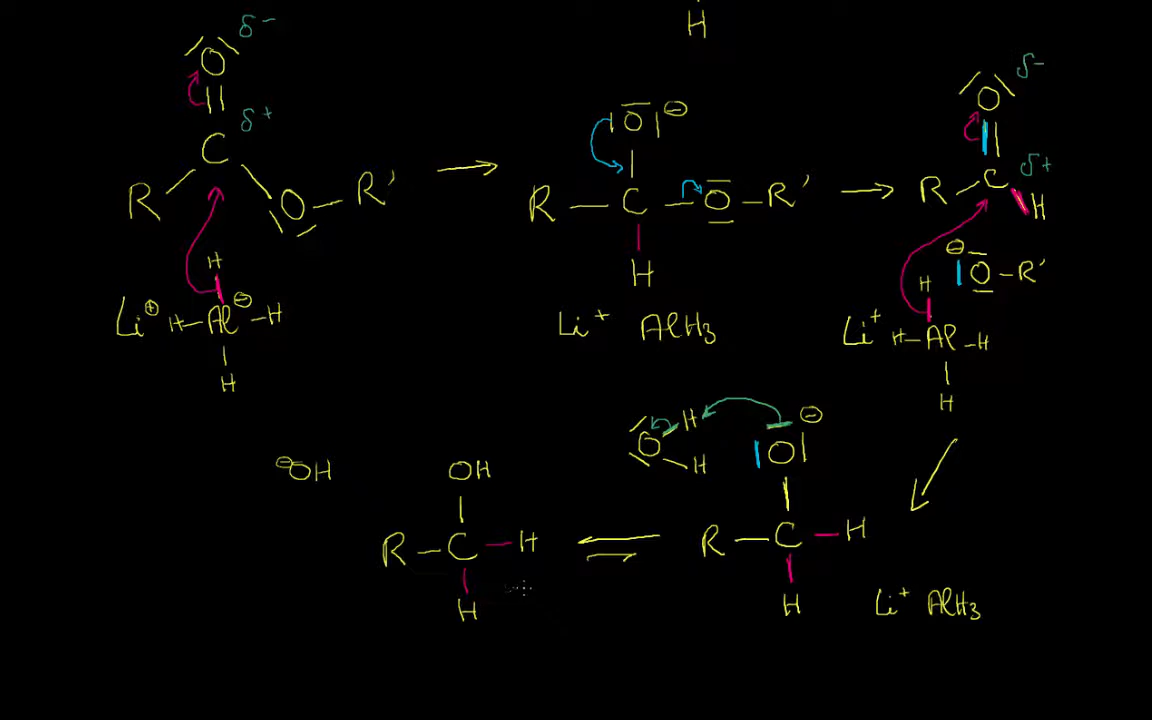 H
δ-
O
δ+
C
R
O
R'
H
Li⊕
H-Al⊖-H
H
O⊖
R-C-O-R'
H
Li+ AlH3
δ-
O
δ+
R
C
H
⊖
O-R'
H
Li+
H-Al-H
H
⊖OH
OH
R-C-H
H
H
O
H
⊖
O
R-C-H
H
Li+ AlH3